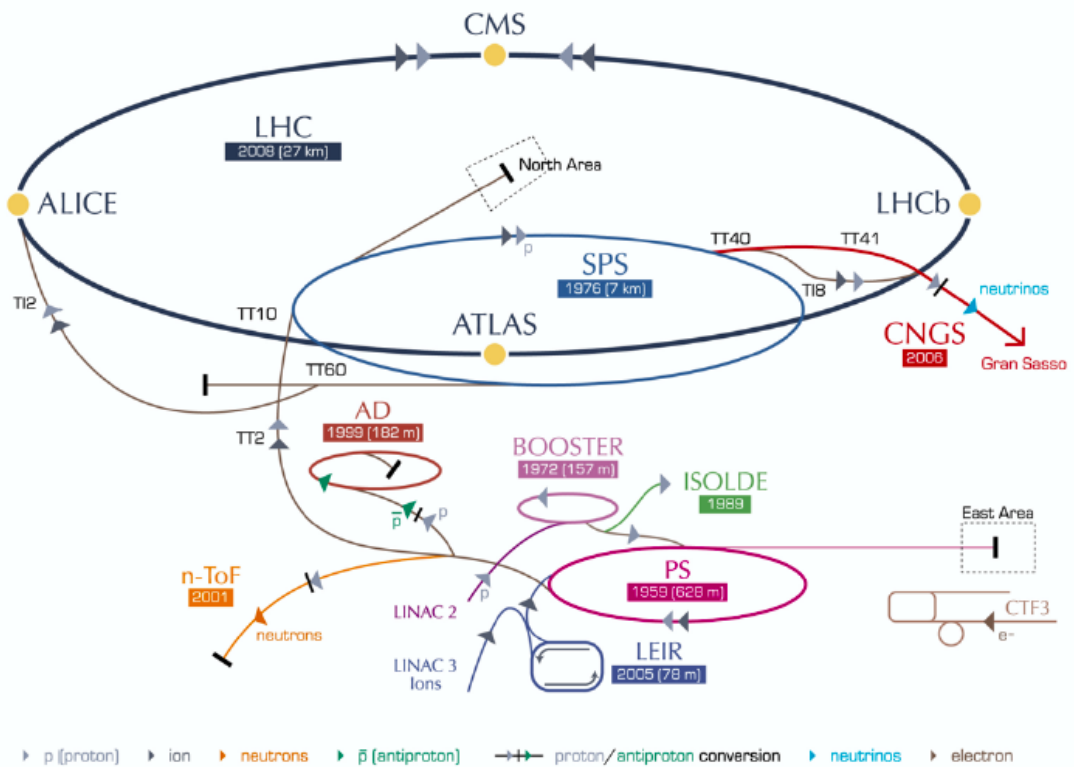 CMS
LHC
2008 (27 km)
North Area
ALICE
LHCb
TT40
TT41
SPS
1976 (7 km)
p
TI2
TI8
neutrinos
TT10
ATLAS
CNGS
2006
Gran Sasso
TT60
AD
1999 (182 m)
TT2
BOOSTER
1972 (157 m)
ISOLDE
1989
p̄
p
East Area
n-ToF
2001
PS
1959 (628 m)
LINAC 2
p
neutrons
CTF3
e-
LINAC 3
Ions
LEIR
2005 (78 m)
p (proton) ion neutrons p̄ (antiproton) proton/antiproton conversion neutrinos electron